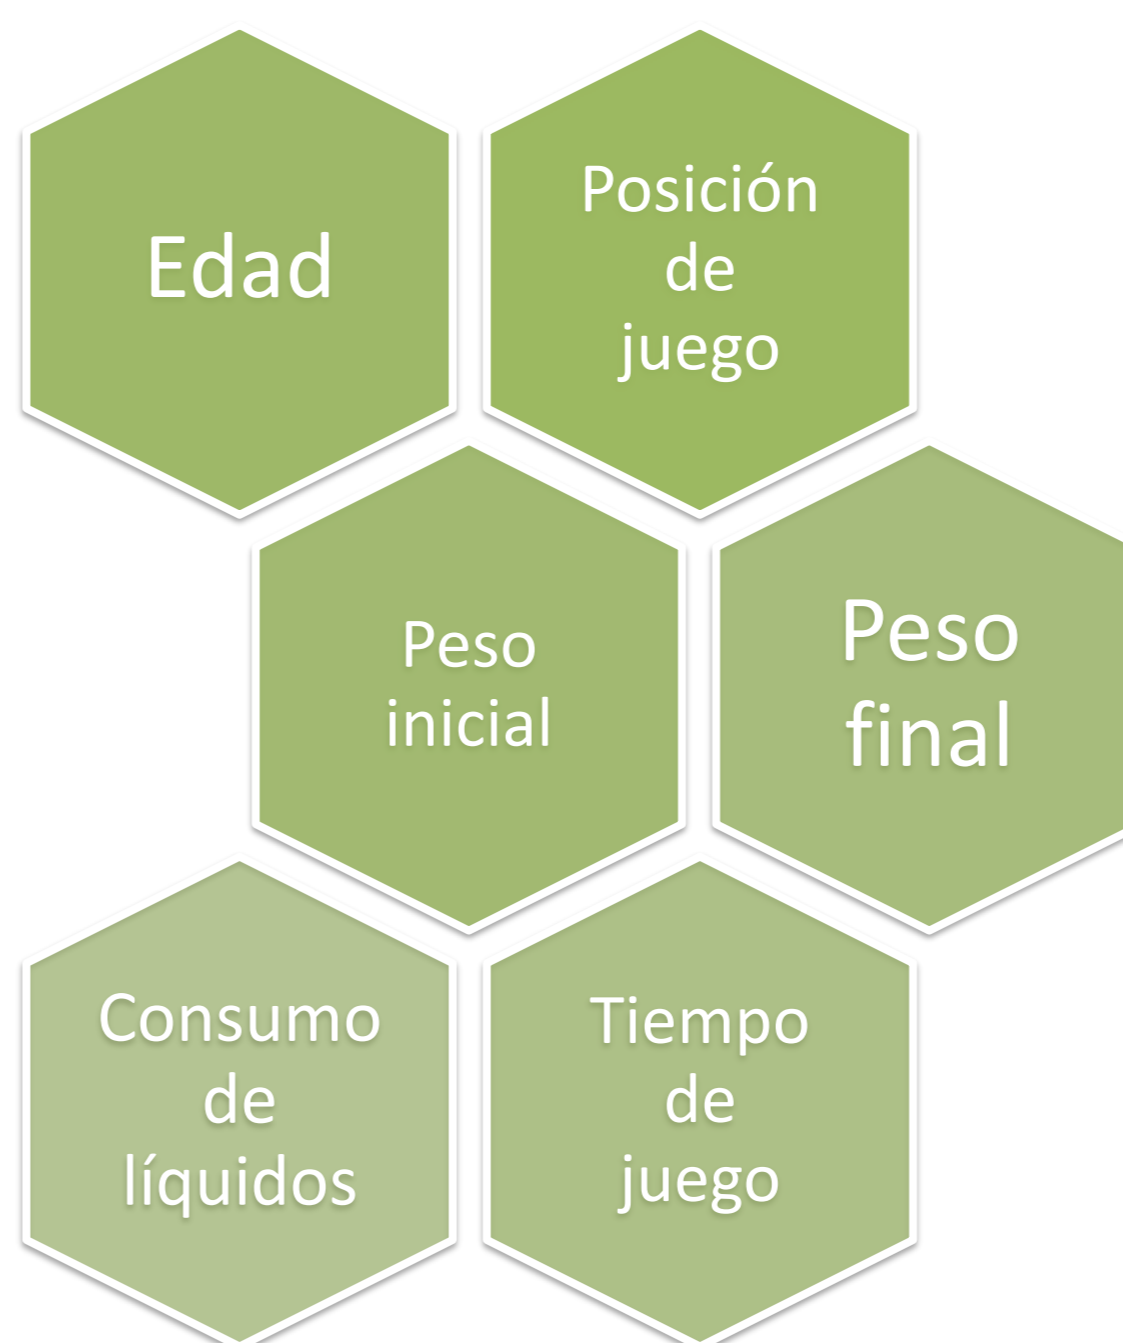 Edad
Posición
de
juego
Peso
inicial
Peso
final
Consumo
de
líquidos
Tiempo
de
juego